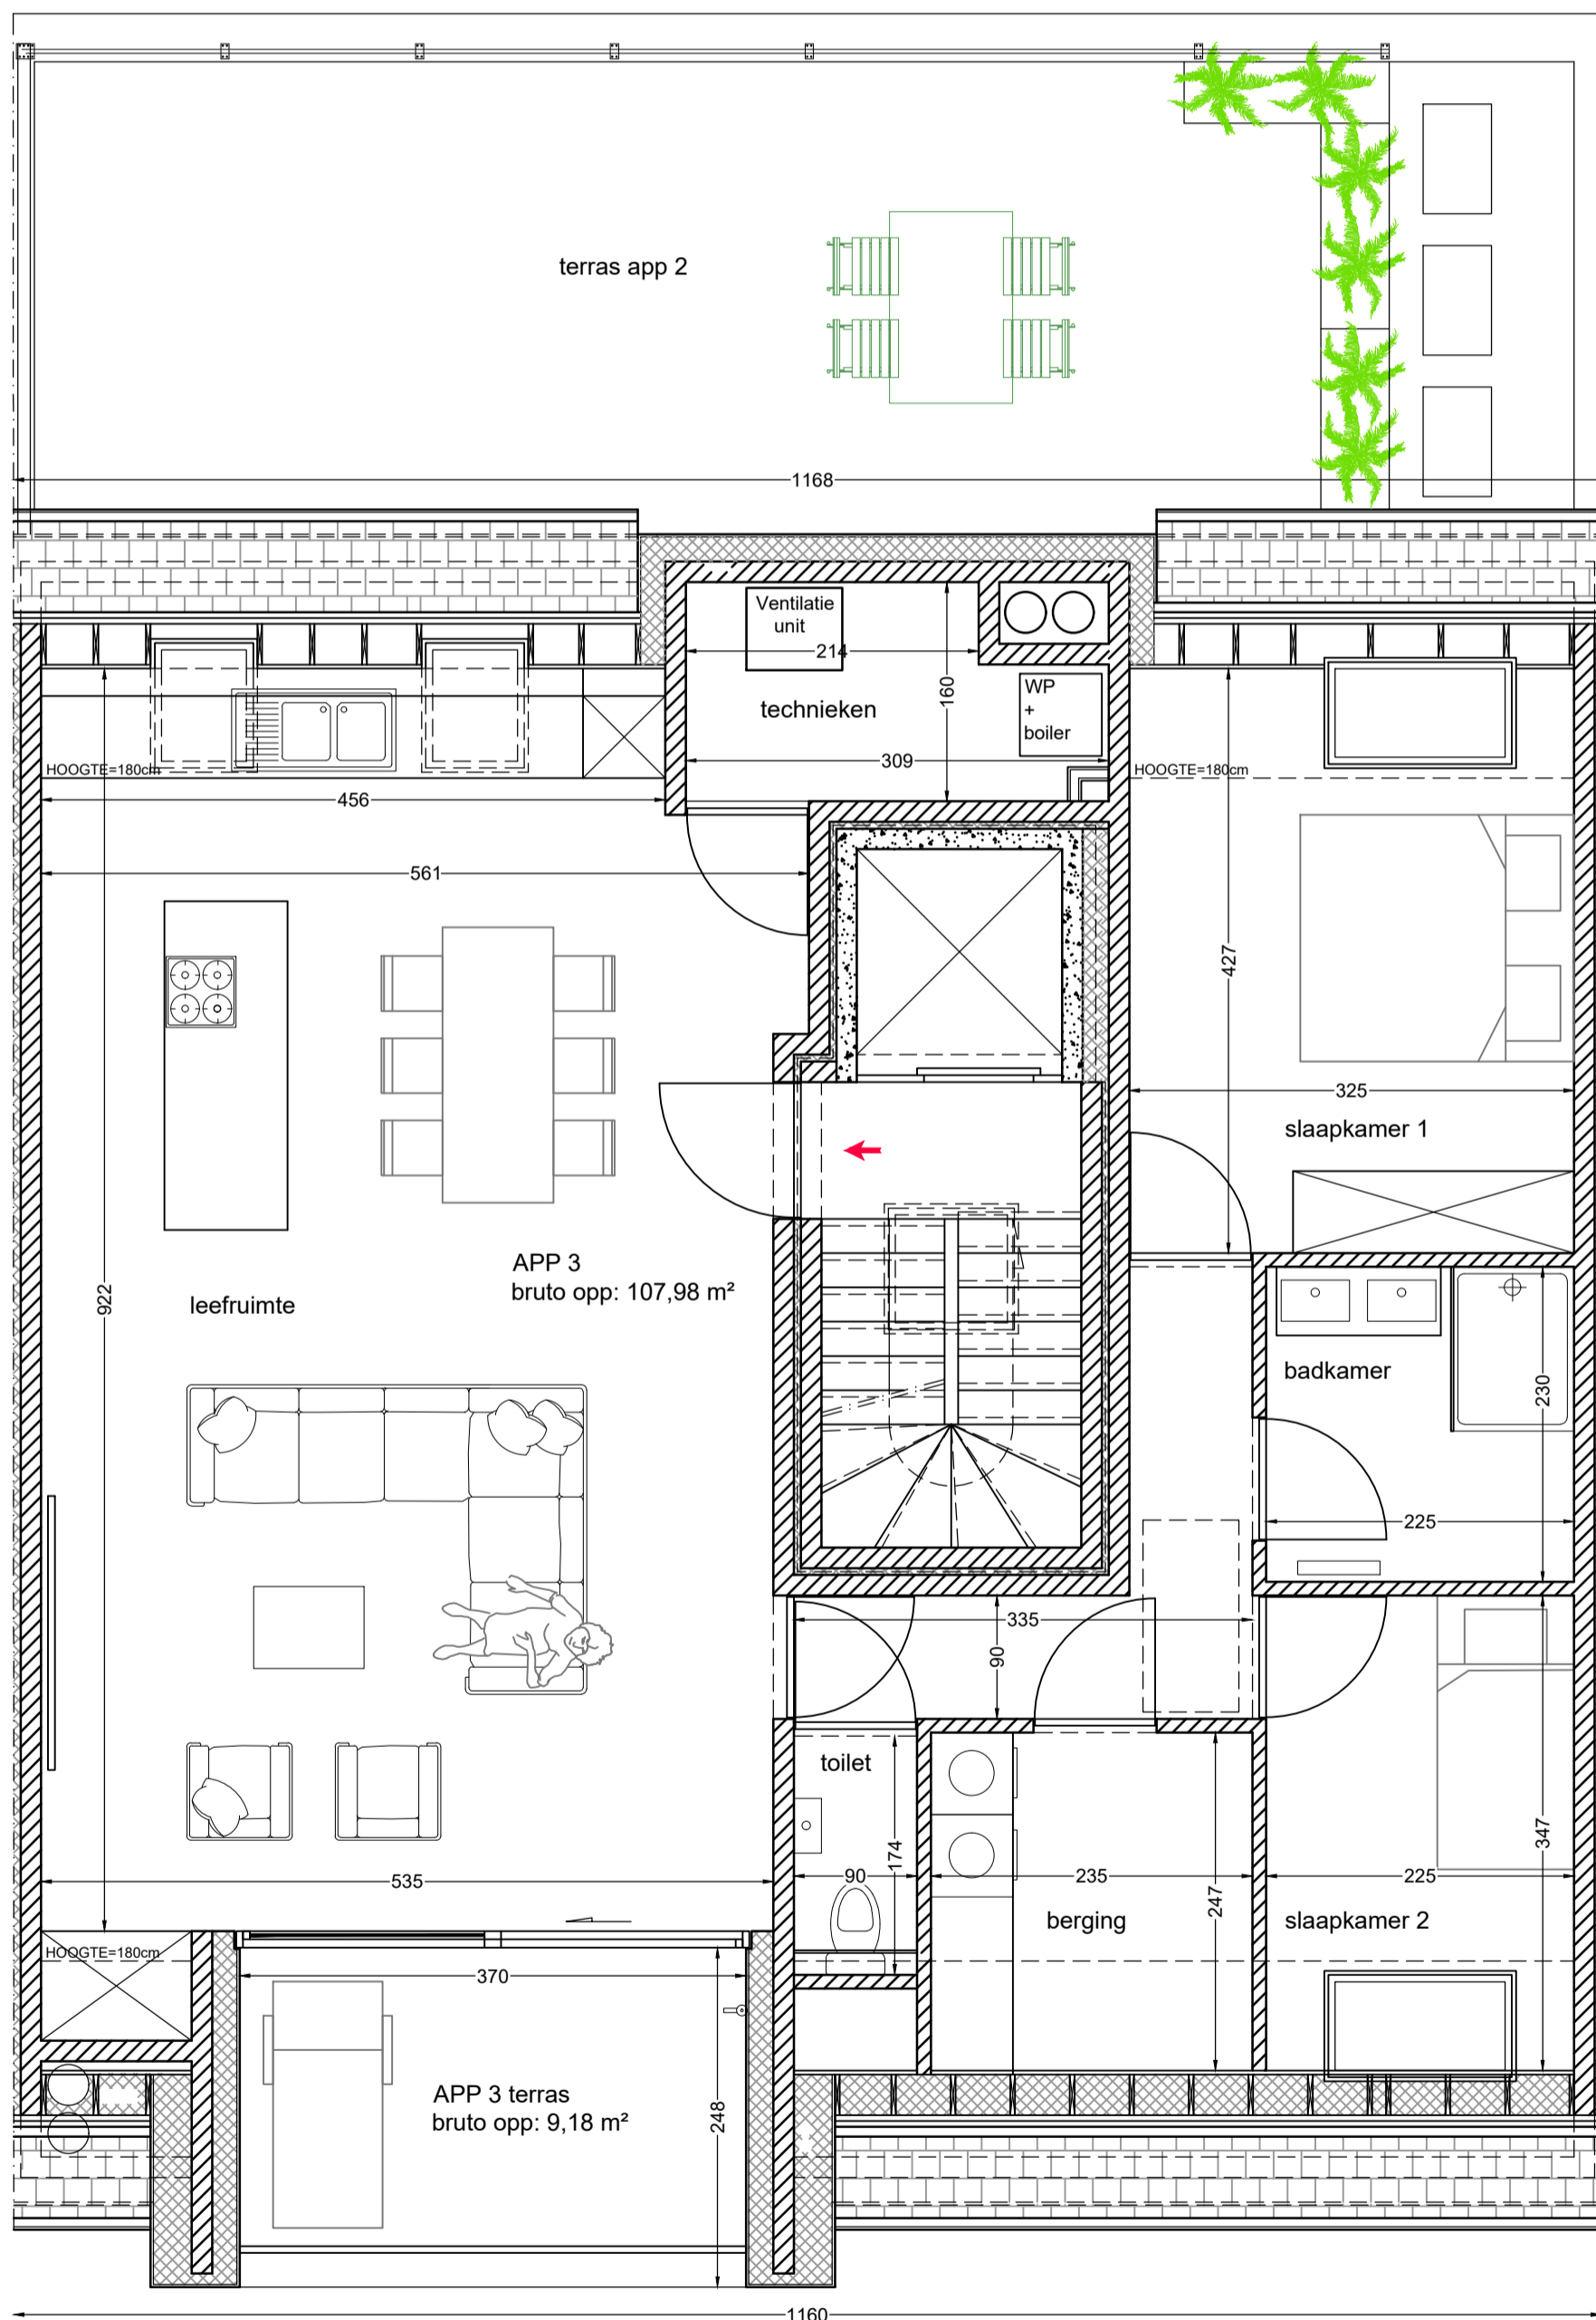 terras app 2
1168
Ventilatie
unit
214
technieken
160
WP
+
boiler
309
HOOGTE=180cm
HOOGTE=180cm
456
561
427
325
slaapkamer 1
922
APP 3
bruto opp: 107,98 m²
leefruimte
badkamer
230
225
335
90
toilet
174
90
235
247
347
225
535
berging
slaapkamer 2
HOOGTE=180cm
370
APP 3 terras
bruto opp: 9,18 m²
248
1160